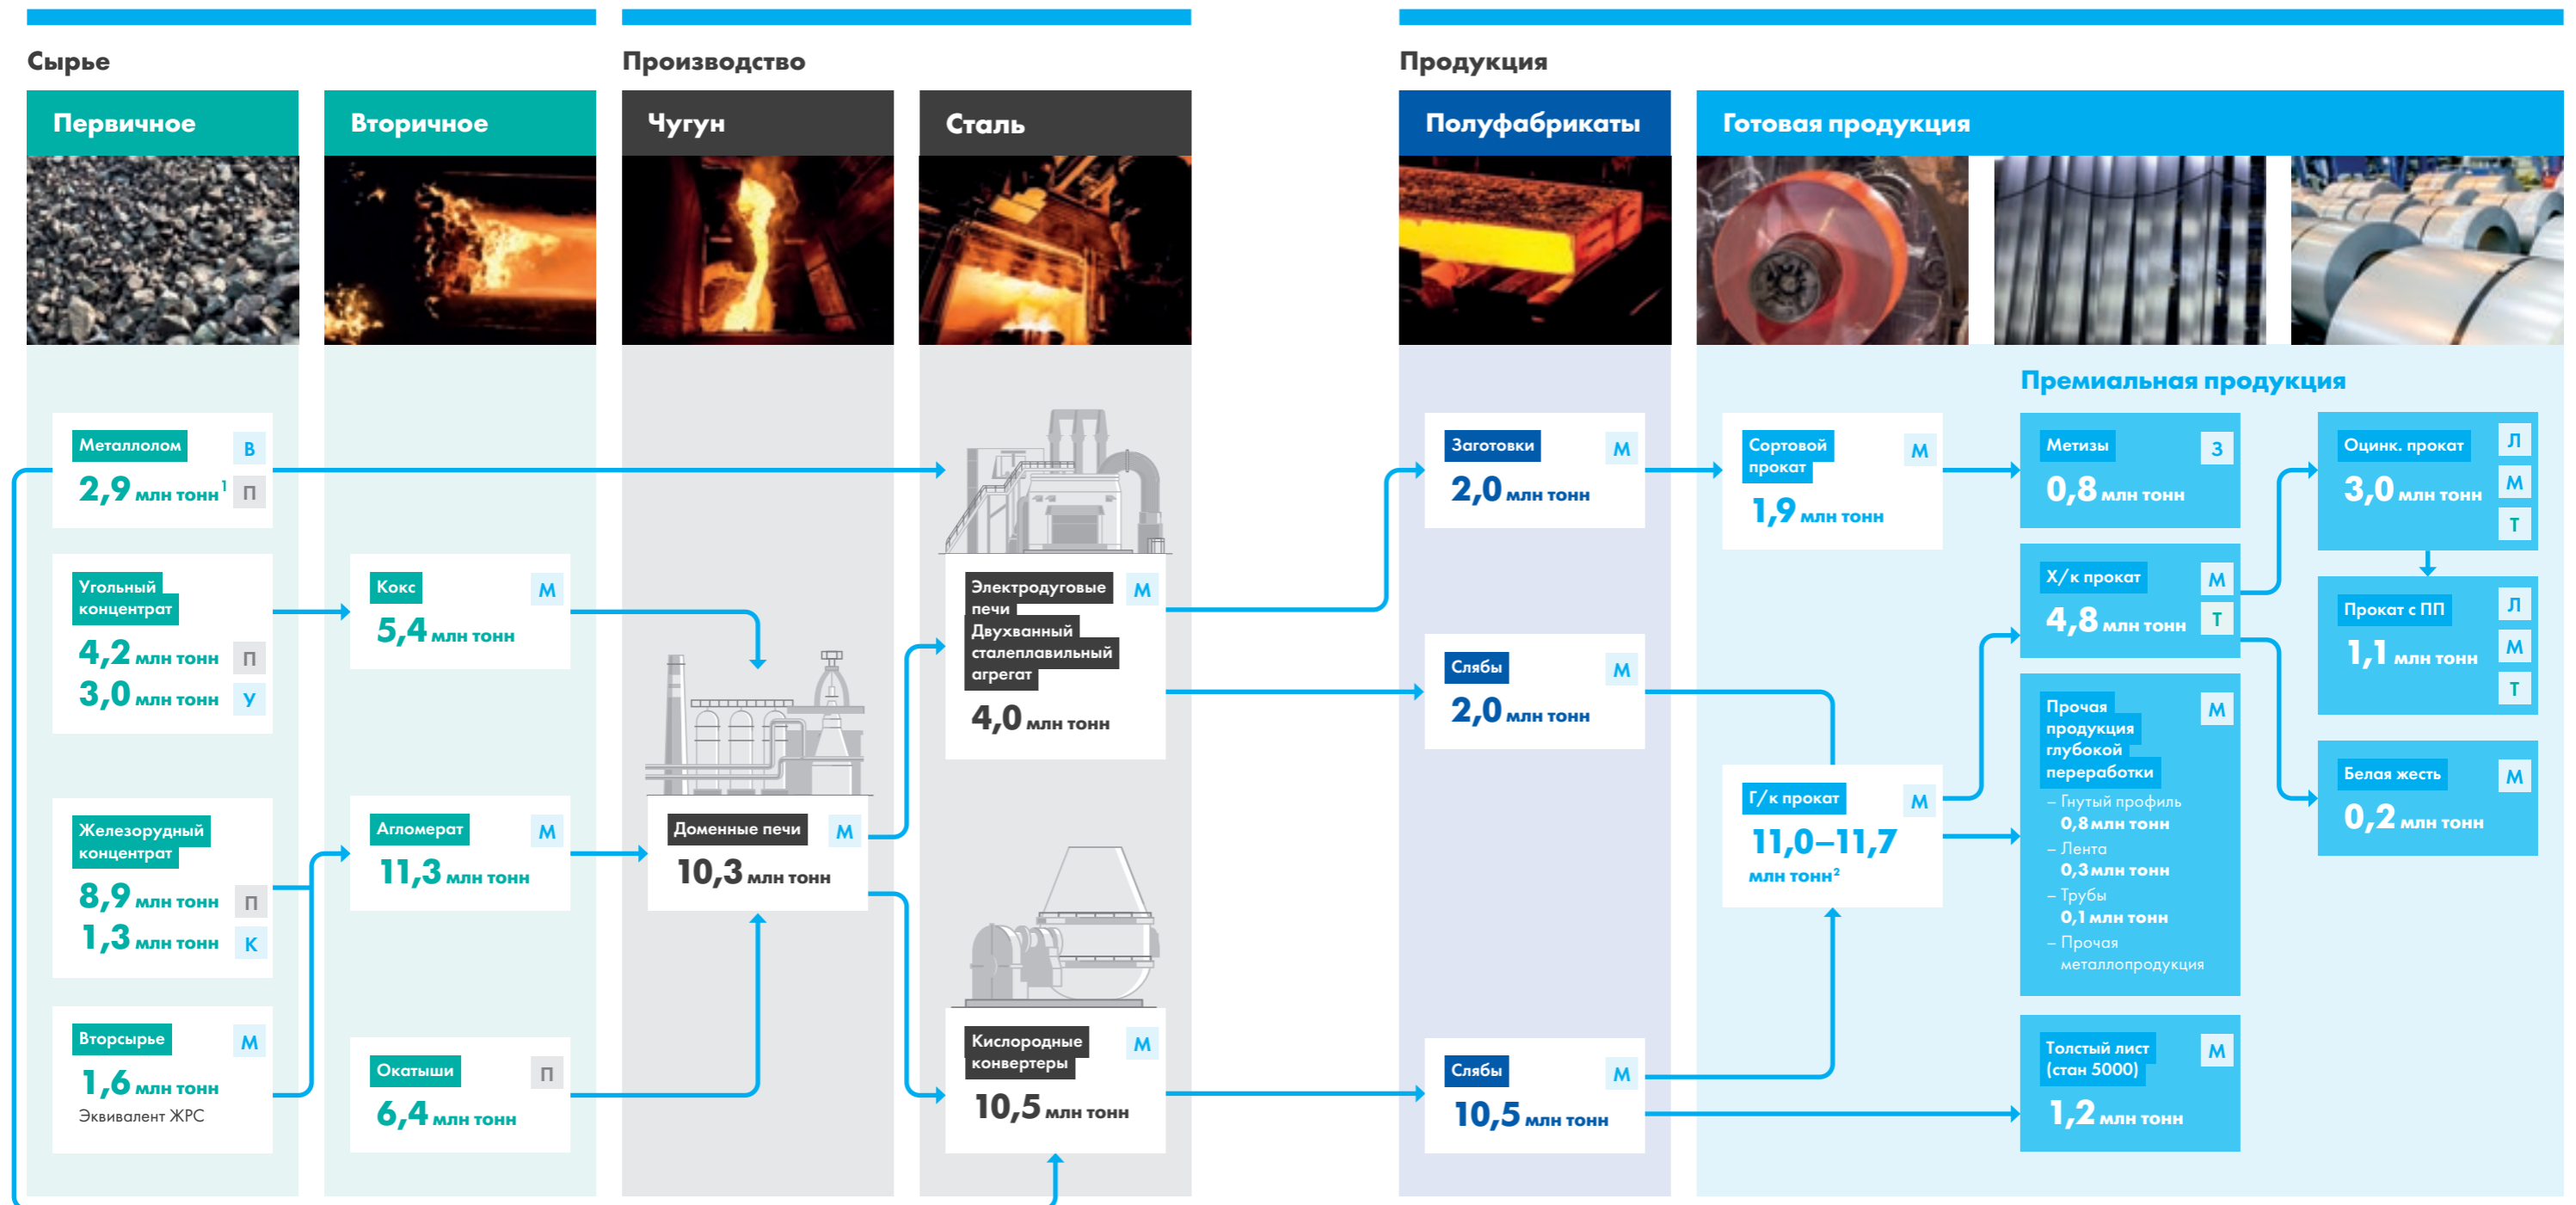 Сырье
Производство
Продукция
Первичное
Вторичное
Чугун
Сталь
Полуфабрикаты
Готовая продукция
Премиальная продукция
Металлолом
В
2,9 млн тонн¹
П
Угольный
концентрат
4,2 млн тонн
П
3,0 млн тонн
У
Железорудный
концентрат
8,9 млн тонн
П
1,3 млн тонн
К
Вторсырье
М
1,6 млн тонн
Эквивалент ЖРС
Кокс
М
5,4 млн тонн
Агломерат
М
11,3 млн тонн
Окатыши
П
6,4 млн тонн
Доменные печи
М
10,3 млн тонн
Электродуговые
печи
М
Двухванный
сталеплавильный
агрегат
4,0 млн тонн
Кислородные
конвертеры
М
10,5 млн тонн
Заготовки
М
2,0 млн тонн
Слябы
М
2,0 млн тонн
Слябы
М
10,5 млн тонн
Сортовой
прокат
М
1,9 млн тонн
Г/к прокат
М
11,0–11,7
млн тонн²
Метизы
З
0,8 млн тонн
Х/к прокат
М
4,8 млн тонн
Т
Прочая
продукция
глубокой
переработки
М
– Гнутый профиль
0,8 млн тонн
– Лента
0,3 млн тонн
– Трубы
0,1 млн тонн
– Прочая
металлопродукция
Толстый лист
(стан 5000)
М
1,2 млн тонн
Оцинк. прокат
Л
3,0 млн тонн
М
Т
Прокат с ПП
Л
1,1 млн тонн
М
Т
Белая жесть
М
0,2 млн тонн